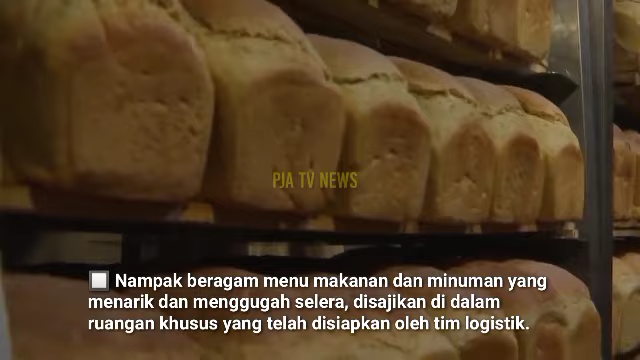 PJA TV NEWS
Nampak beragam menu makanan dan minuman yang
menarik dan menggugah selera, disajikan di dalam
ruangan khusus yang telah disiapkan oleh tim logistik.